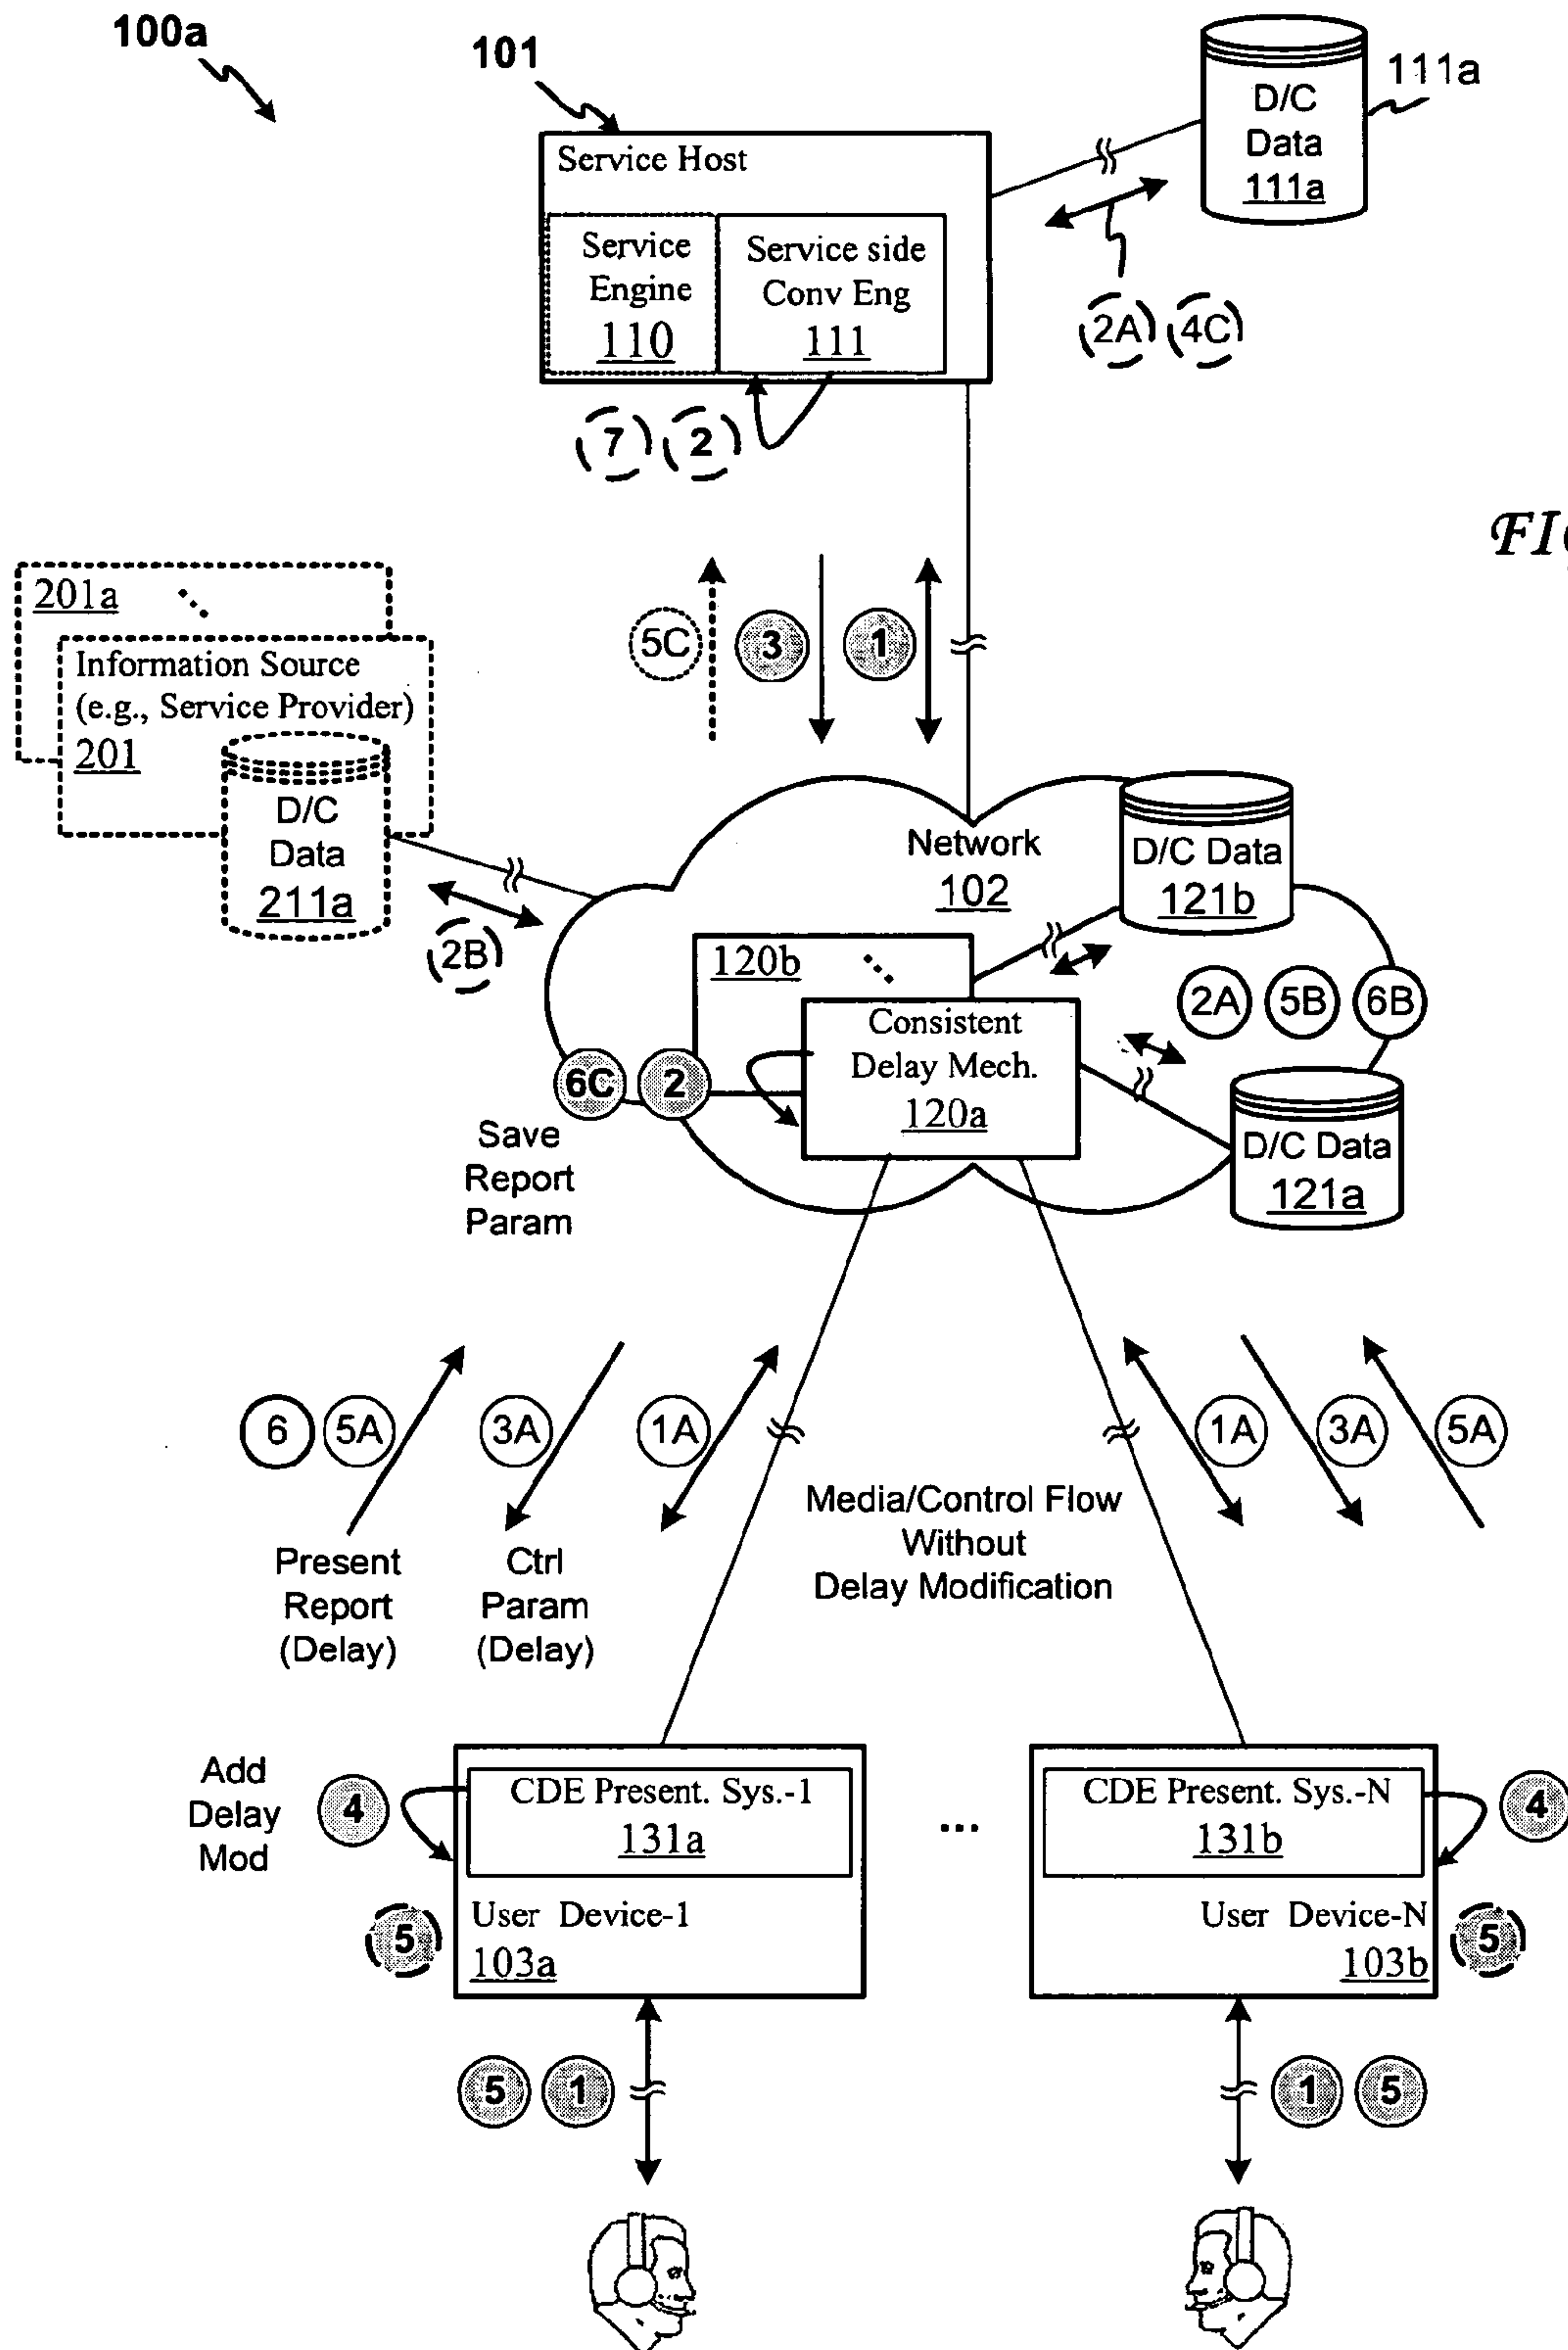 100a
101
111a
D/C
Data
111a
Service Host
Service
Engine
110
Service side
Conv Eng
111
2A 4C
7 2
FI
201a
Information Source
(e.g., Service Provider)
201
D/C
Data
211a
2B
5C 3 1
Network
102
D/C Data
121b
120b
Consistent
Delay Mech.
120a
2A 5B 6B
6C 2
Save
Report
Param
D/C Data
121a
6 5A 3A 1A
1A 3A 5A
Present
Report
(Delay)
Ctrl
Param
(Delay)
Media/Control Flow
Without
Delay Modification
Add
Delay
Mod
4
CDE Present. Sys.-1
131a
User Device-1
103a
5
...
CDE Present. Sys.-N
131b
User Device-N
103b
4
5
5 1
1 5